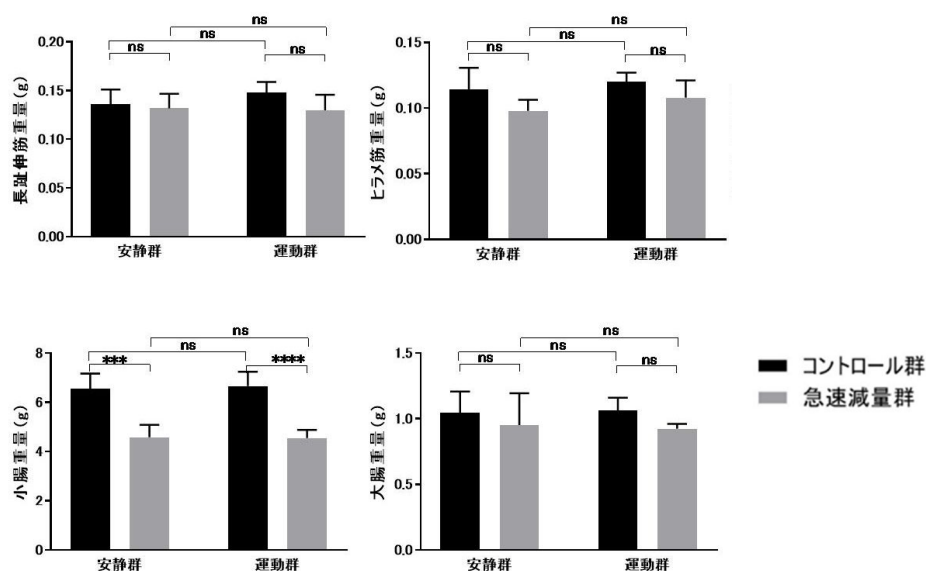 ns
ns
ns
ns
長趾伸筋重量(g)
0.20
0.15
0.10
0.05
0.00
安静群
運動群
ns
ns
ns
ns
ヒラメ筋重量(g)
0.15
0.10
0.05
0.00
安静群
運動群
ns
ns
***
****
小腸重量(g)
8
6
4
2
0
安静群
運動群
ns
ns
ns
ns
大腸重量(g)
1.5
1.0
0.5
0.0
安静群
運動群
コントロール群
急速減量群